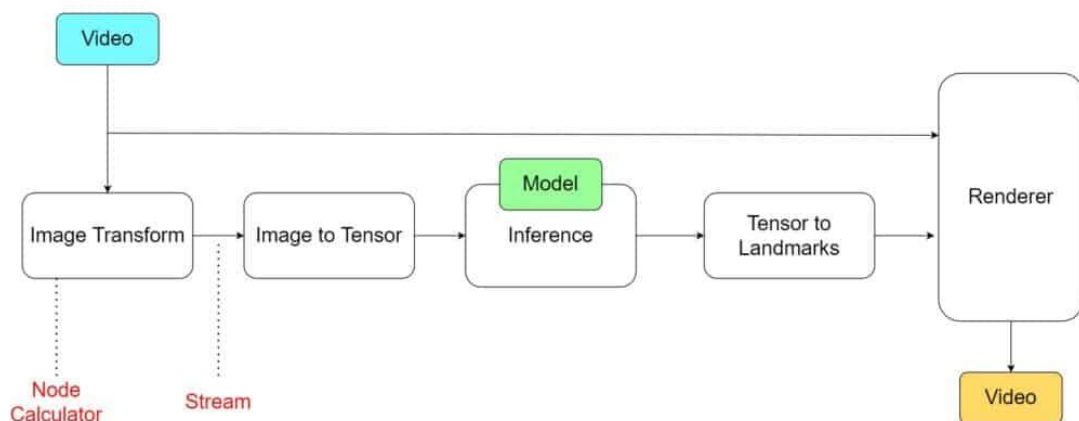 Video
Model
Image Transform
Image to Tensor
Inference
Tensor to
Landmarks
Renderer
Node
Calculator
Stream
Video